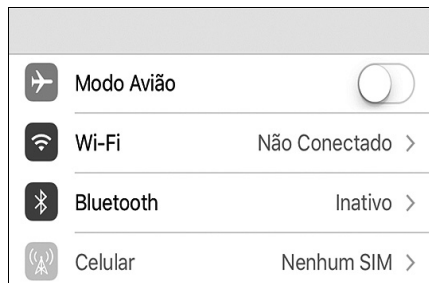 Modo Avião
Wi-Fi Não Conectado
Bluetooth Inativo
Celular Nenhum SIM